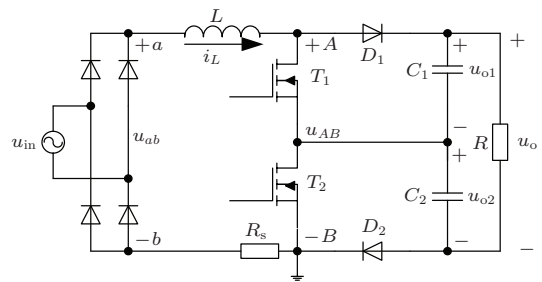 L
+ a
i_L
+ A
D_1
+
+
T_1
C_1
u_o1
u_in
u_ab
u_AB
−
+
R
u_o
T_2
C_2
u_o2
− b
R_s
− B
D_2
−
−